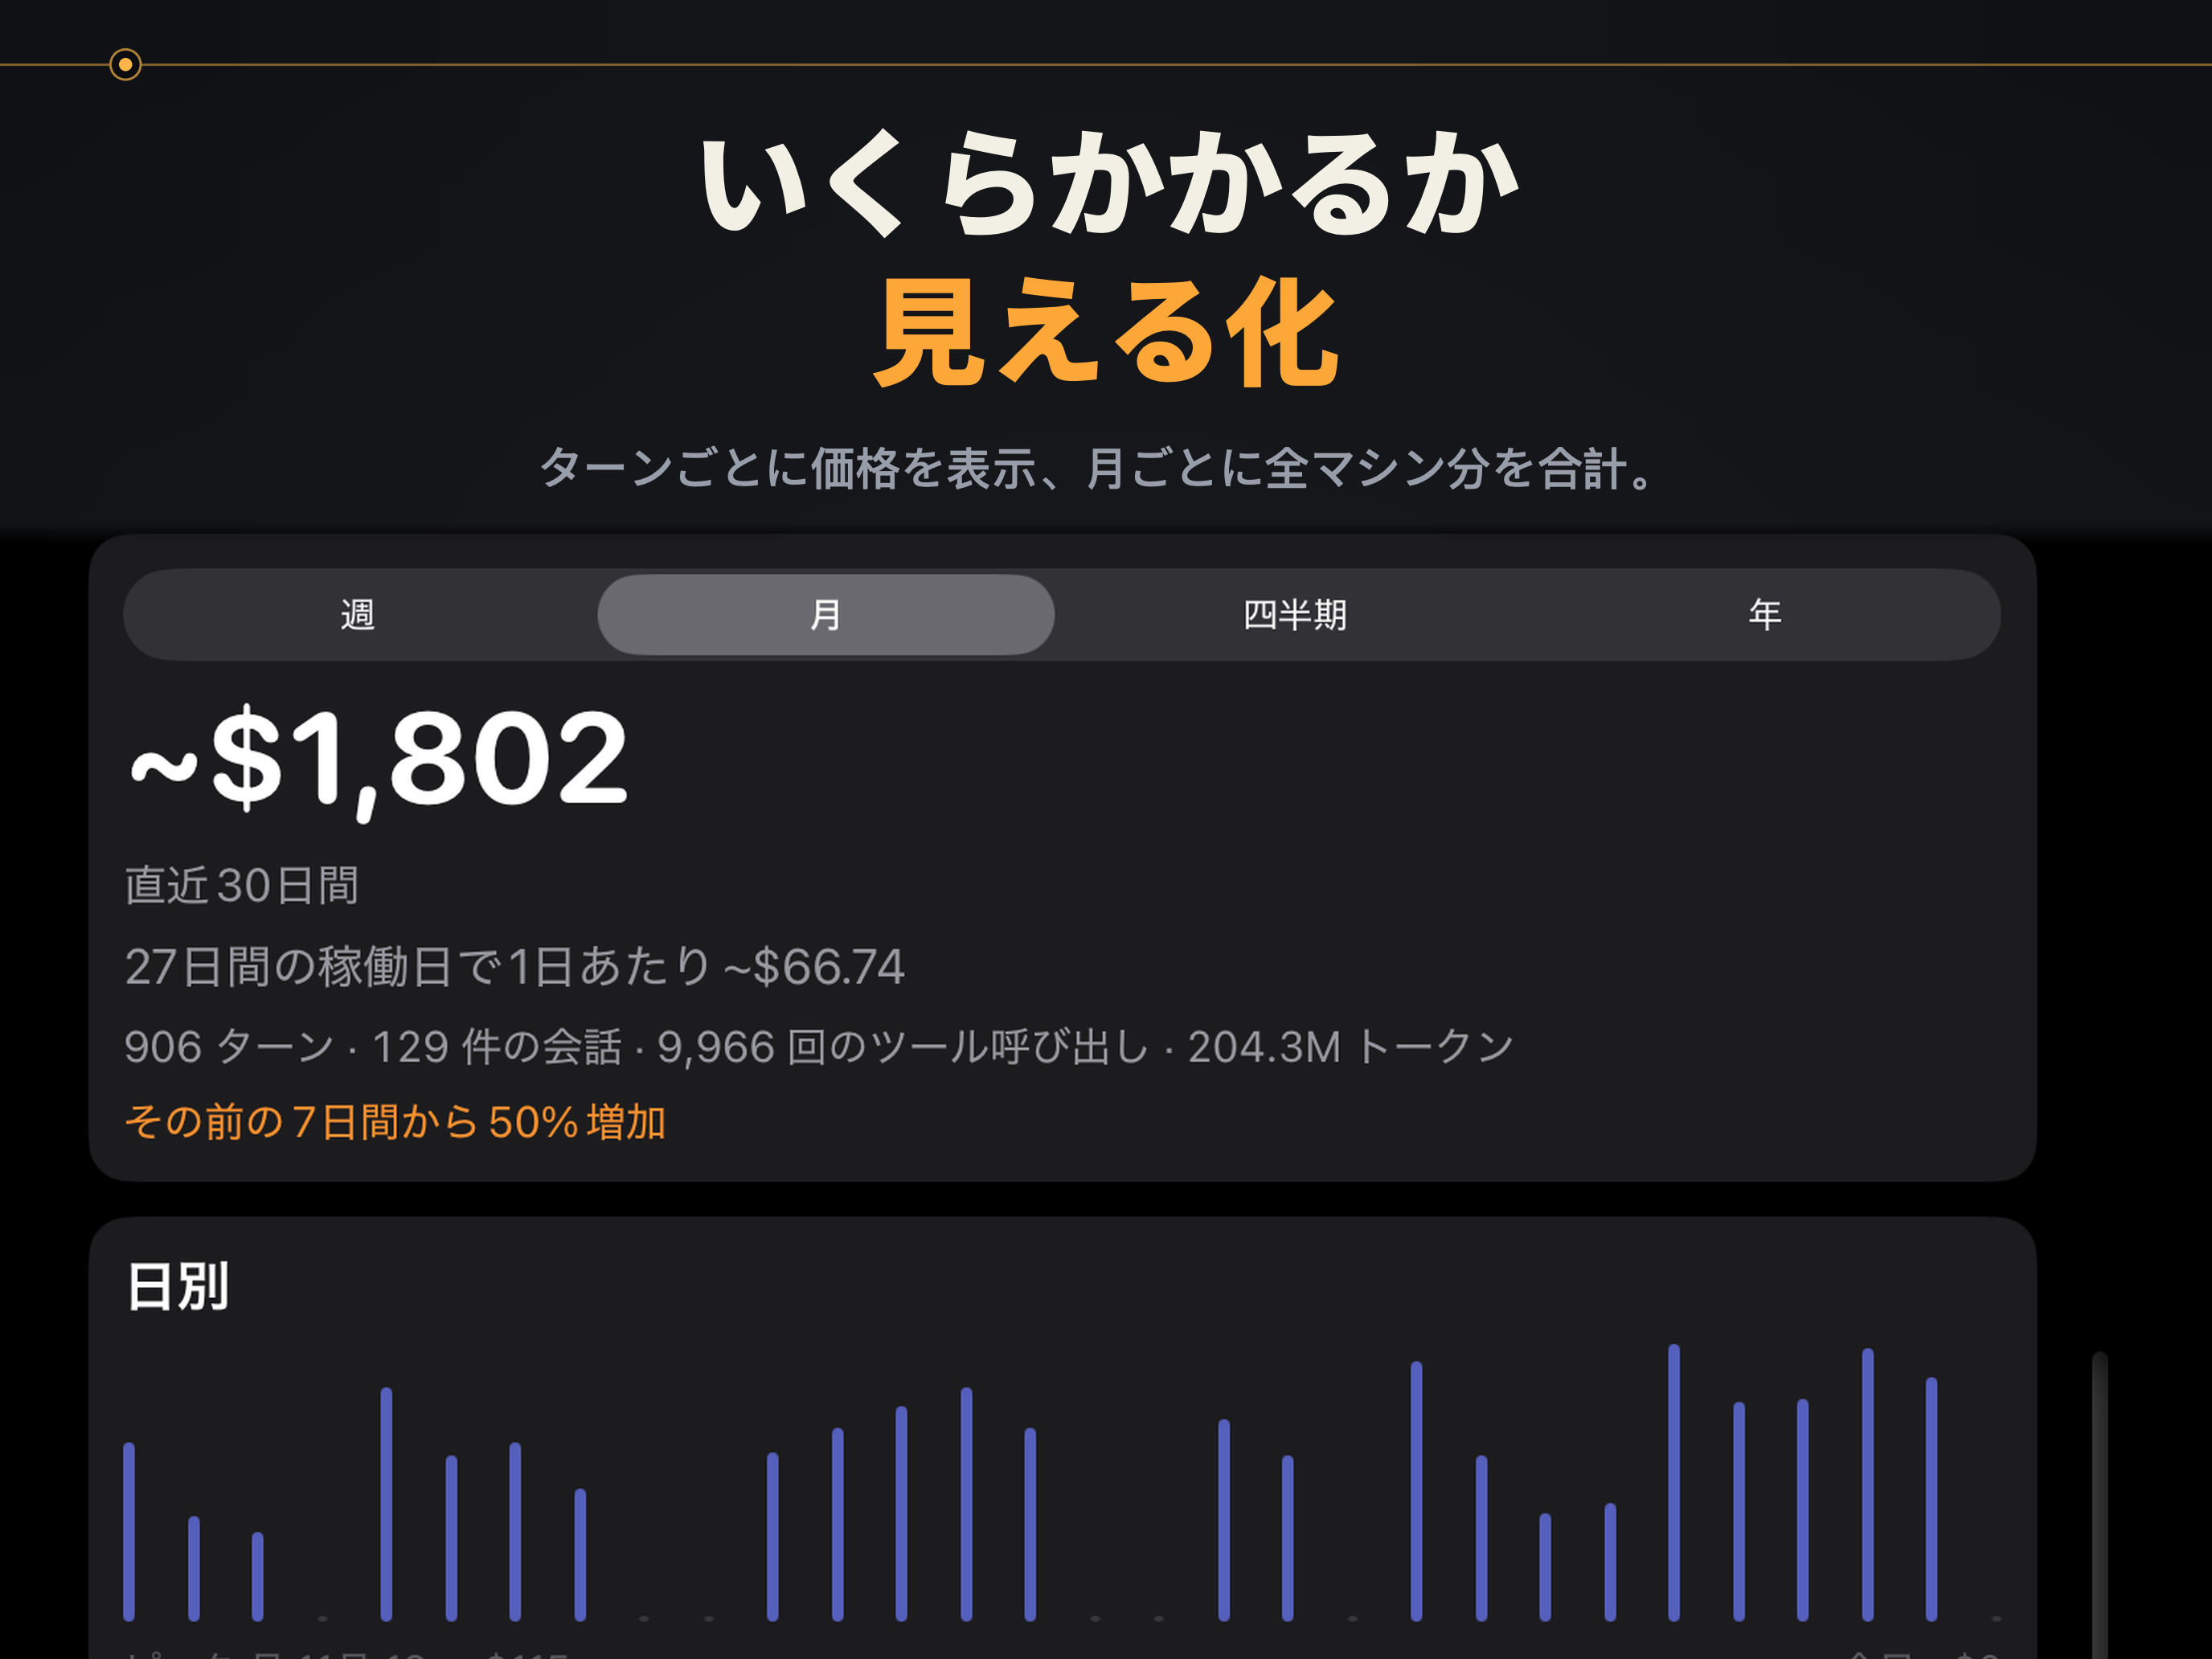 いくらかかるか
見える化
ターンごとに価格を表示、月ごとに全マシン分を合計。
週
月
四半期
年
~$1,802
直近30日間
27日間の稼働日で1日あたり ~$66.74
906 ターン · 129 件の会話 · 9,966 回のツール呼び出し · 204.3M トークン
その前の7日間から50%増加
日別